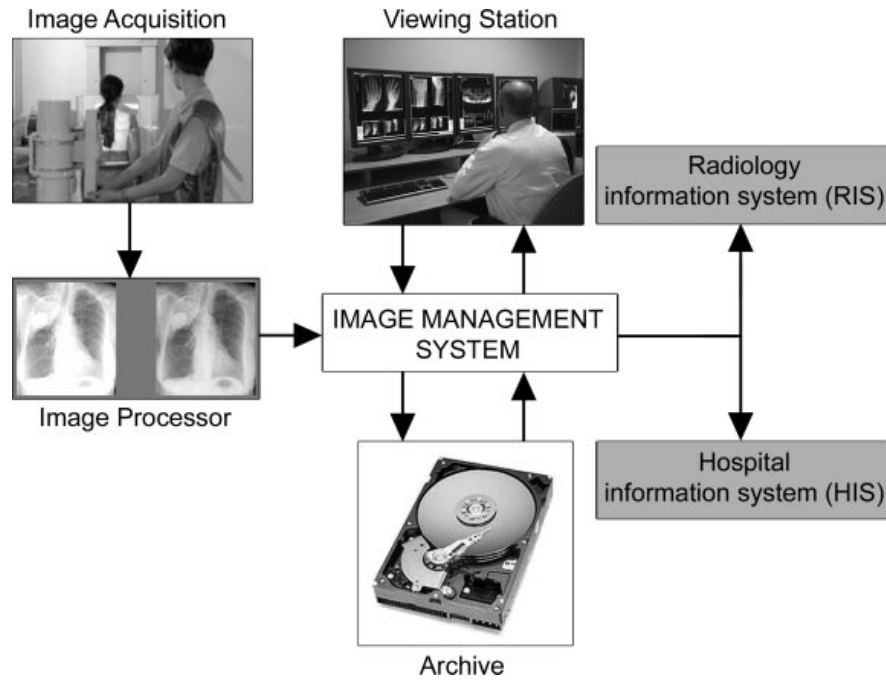 Image Acquisition
Viewing Station
Radiology
information system (RIS)
IMAGE MANAGEMENT
SYSTEM
Image Processor
Hospital
information system (HIS)
Archive